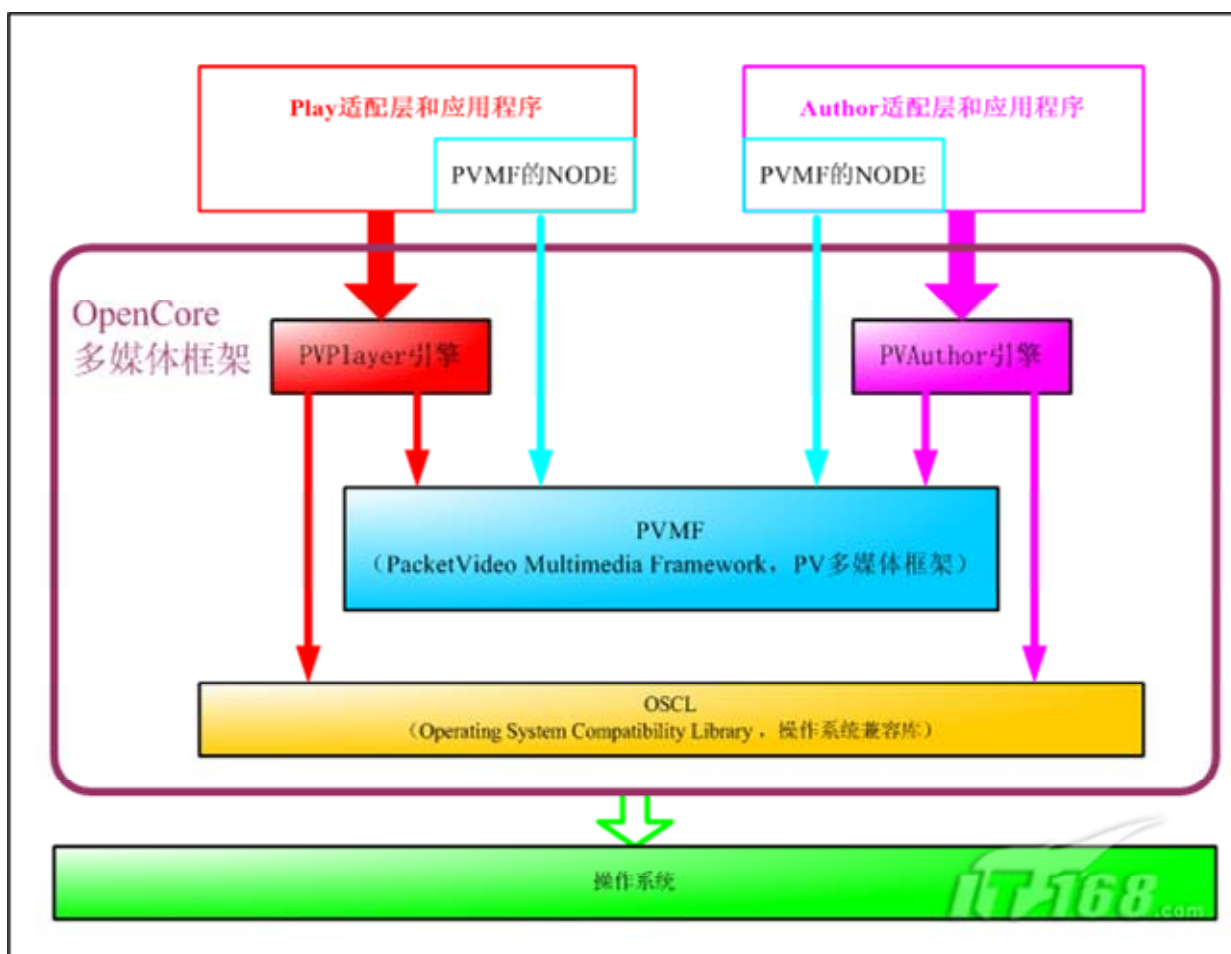 Play适配层和应用程序
Author适配层和应用程序
PVMF的NODE
PVMF的NODE
OpenCore
多媒体框架
PVPlayer引擎
PVAuthor引擎
PVMF
（PacketVideo Multimedia Framework，PV多媒体框架）
OSCL
（Operating System Compatibility Library ，操作系统兼容库）
操作系统
IT168.com